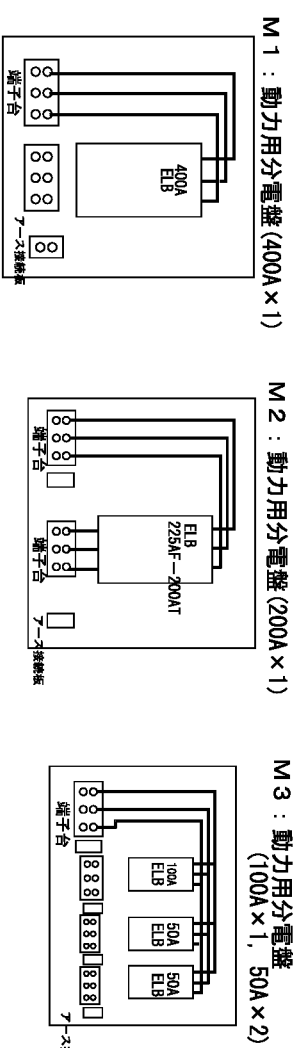 M1：動力用分電盤(400A×1)
400A
ELB
端子台
アース接続板
M2：動力用分電盤(200A×1)
ELB
225AF－200AT
端子台
端子台
アース接続板
M3：動力用分電盤
(100A×1, 50A×2)
100A
ELB
50A
ELB
50A
ELB
端子台